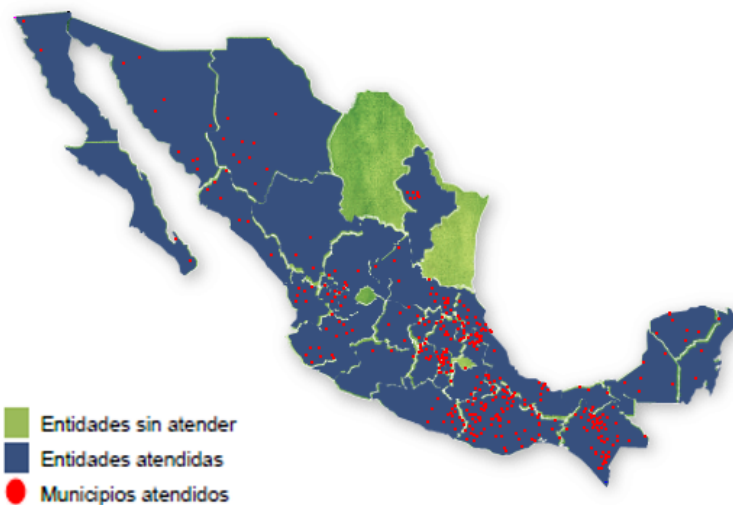 Entidades sin atender
Entidades atendidas
Municipios atendidos